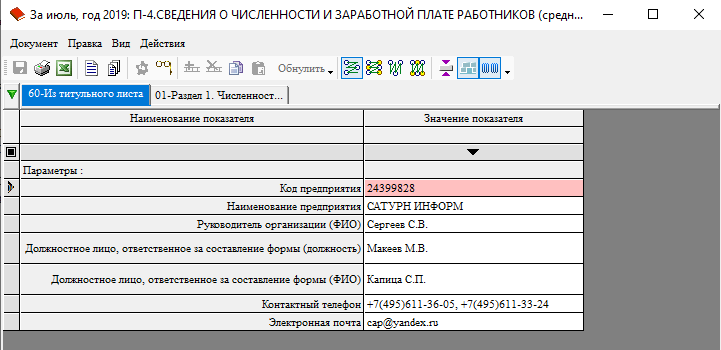 За июль, год 2019: П-4.СВЕДЕНИЯ О ЧИСЛЕННОСТИ И ЗАРАБОТНОЙ ПЛАТЕ РАБОТНИКОВ (средн...
Документ Правка Вид Действия
Обнулить
60-Из титульного листа 01-Раздел 1. Численност...
Наименование показателя Значение показателя
Параметры :
Код предприятия 24399828
Наименование предприятия САТУРН ИНФОРМ
Руководитель организации (ФИО) Сергеев С.В.
Должностное лицо, ответственное за составление формы (должность) Макеев М.В.
Должностное лицо, ответственное за составление формы (ФИО) Капица С.П.
Контактный телефон +7(495)611-36-05, +7(495)611-33-24
Электронная почта cap@yandex.ru